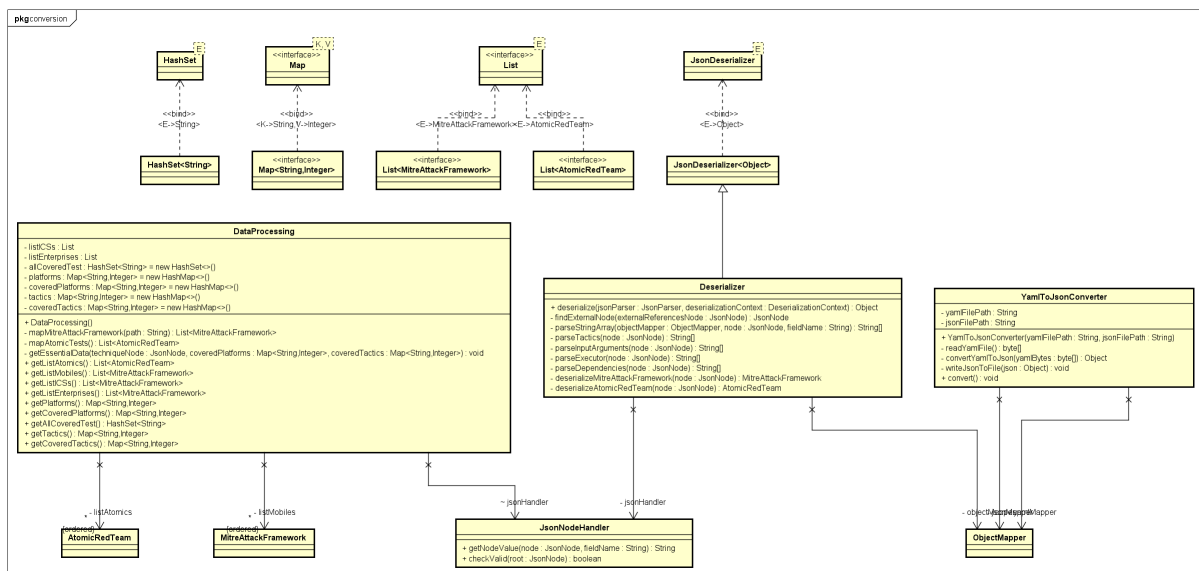 pkg conversion
E
HashSet
K, V
<<interface>>
Map
E
<<interface>>
List
E
JsonDeserializer
<<bind>>
<E->String>
<<bind>>
<K->String,V->Integer>
<<bind>>
<E->MitreAttackFramework>
<<bind>>
<E->AtomicRedTeam>
<<bind>>
<E->Object>
HashSet<String>
<<interface>>
Map<String,Integer>
<<interface>>
List<MitreAttackFramework>
<<interface>>
List<AtomicRedTeam>
JsonDeserializer<Object>
DataProcessing
- listICSs : List
- listEnterprises : List
- allCoveredTest : HashSet<String> = new HashSet<>()
- platforms : Map<String,Integer> = new HashMap<>()
- coveredPlatforms : Map<String,Integer> = new HashMap<>()
- tactics : Map<String,Integer> = new HashMap<>()
- coveredTactics : Map<String,Integer> = new HashMap<>()
+ DataProcessing()
- mapMitreAttackFramework(path : String) : List<MitreAttackFramework>
- mapAtomicTests() : List<AtomicRedTeam>
- getEssentialData(techniqueNode : JsonNode, coveredPlatforms : Map<String,Integer>, coveredTactics : Map<String,Integer>) : void
+ getListAtomics() : List<AtomicRedTeam>
+ getListMobiles() : List<MitreAttackFramework>
+ getListICSs() : List<MitreAttackFramework>
+ getListEnterprises() : List<MitreAttackFramework>
+ getPlatforms() : Map<String,Integer>
+ getCoveredPlatforms() : Map<String,Integer>
+ getAllCoveredTest() : HashSet<String>
+ getTactics() : Map<String,Integer>
+ getCoveredTactics() : Map<String,Integer>
Deserializer
+ deserialize(jsonParser : JsonParser, deserializationContext : DeserializationContext) : Object
- findExternalNode(externalReferencesNode : JsonNode) : JsonNode
- parseStringArray(objectMapper : ObjectMapper, node : JsonNode, fieldName : String) : String[]
- parseTactics(node : JsonNode) : String[]
- parseInputArguments(node : JsonNode) : String[]
- parseExecutor(node : JsonNode) : String[]
- parseDependencies(node : JsonNode) : String[]
- deserializeMitreAttackFramework(node : JsonNode) : MitreAttackFramework
- deserializeAtomicRedTeam(node : JsonNode) : AtomicRedTeam
YamlToJsonConverter
- yamlFilePath : String
- jsonFilePath : String
+ YamlToJsonConverter(yamlFilePath : String, jsonFilePath : String)
- readYamlFile() : byte[]
- convertYamlToJson(yamlBytes : byte[]) : Object
- writeJsonToFile(json : Object) : void
+ convert() : void
- listAtomics
*
{ordered}
AtomicRedTeam
- listMobiles
*
{ordered}
MitreAttackFramework
~ jsonHandler
- jsonHandler
JsonNodeHandler
+ getNodeValue(node : JsonNode, fieldName : String) : String
+ checkValid(root : JsonNode) : boolean
ObjectMapper